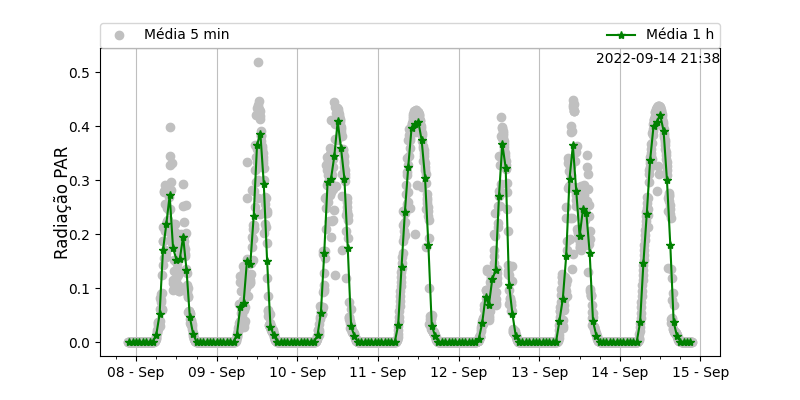 Média 5 min Média 1 h
2022-09-14 21:38
Radiação PAR
0.5
0.4
0.3
0.2
0.1
0.0
08 - Sep 09 - Sep 10 - Sep 11 - Sep 12 - Sep 13 - Sep 14 - Sep 15 - Sep